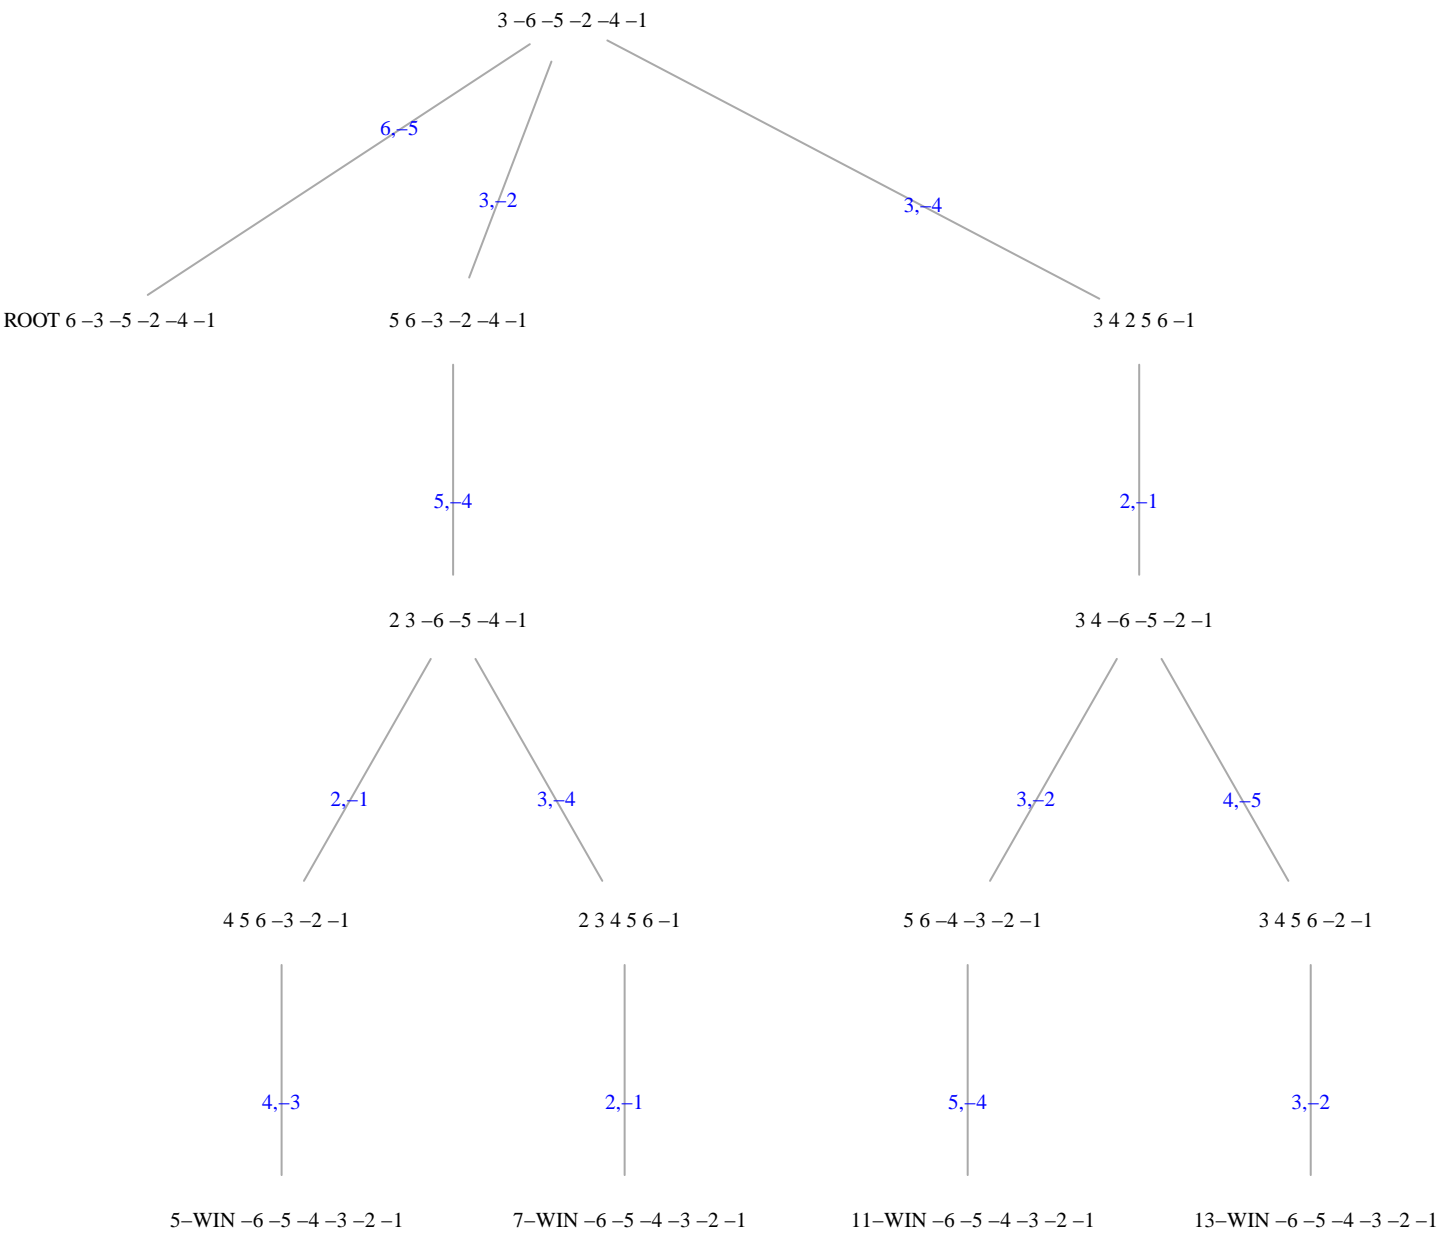 3 –6 –5 –2 –4 –1
6,–5
3,–2
3,–4
ROOT 6 –3 –5 –2 –4 –1
5 6 –3 –2 –4 –1
3 4 2 5 6 –1
5,–4
2,–1
2 3 –6 –5 –4 –1
3 4 –6 –5 –2 –1
2,–1
3,–4
3,–2
4,–5
4 5 6 –3 –2 –1
2 3 4 5 6 –1
5 6 –4 –3 –2 –1
3 4 5 6 –2 –1
4,–3
2,–1
5,–4
3,–2
5–WIN –6 –5 –4 –3 –2 –1
7–WIN –6 –5 –4 –3 –2 –1
11–WIN –6 –5 –4 –3 –2 –1
13–WIN –6 –5 –4 –3 –2 –1